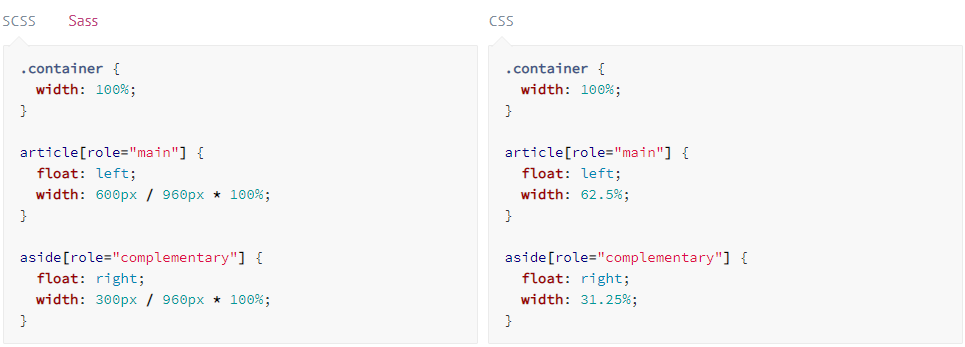 SCSS Sass
.container {
  width: 100%;
}

article[role="main"] {
  float: left;
  width: 600px / 960px * 100%;
}

aside[role="complementary"] {
  float: right;
  width: 300px / 960px * 100%;
}
CSS
.container {
  width: 100%;
}

article[role="main"] {
  float: left;
  width: 62.5%;
}

aside[role="complementary"] {
  float: right;
  width: 31.25%;
}